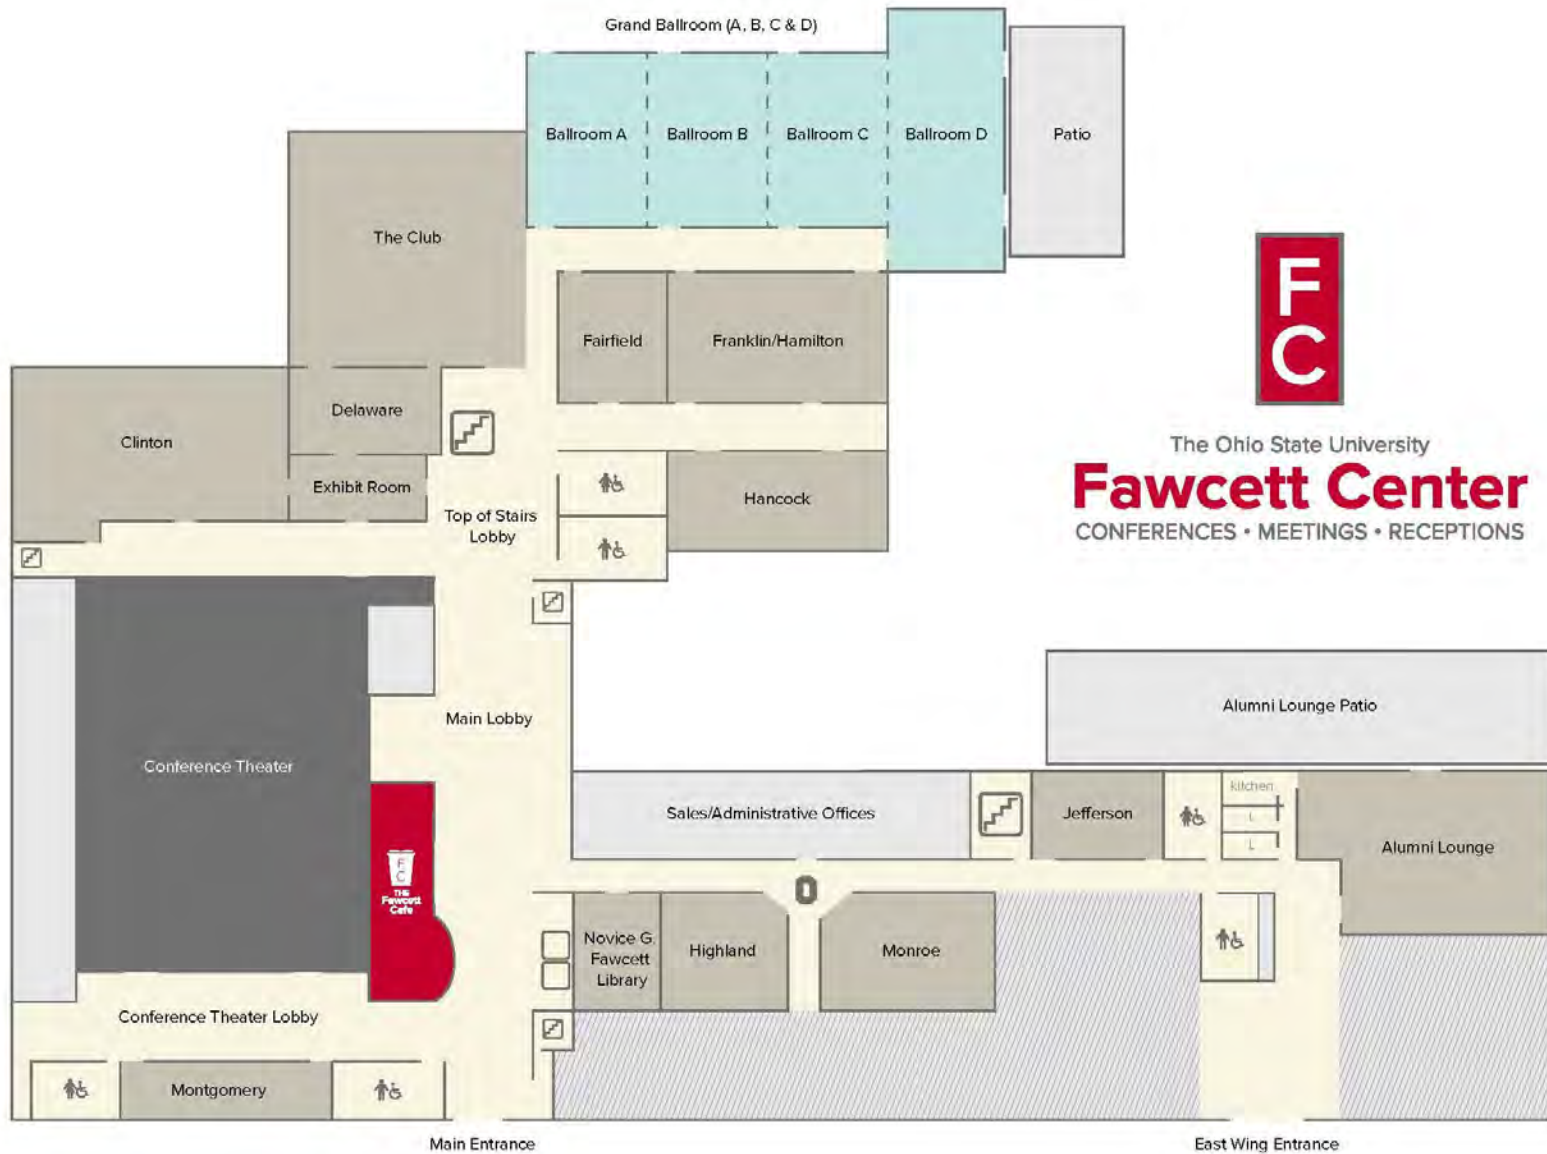 Grand Ballroom (A, B, C & D)
Ballroom A
Ballroom B
Ballroom C
Ballroom D
Patio
The Club
Fairfield
Franklin/Hamilton
Delaware
Clinton
Exhibit Room
Hancock
Top of Stairs
Lobby
F
C
The Ohio State University
Fawcett Center
CONFERENCES • MEETINGS • RECEPTIONS
Main Lobby
Alumni Lounge Patio
Conference Theater
Sales/Administrative Offices
Jefferson
kitchen
L
L
Alumni Lounge
F
C
THE
Fawcett
Cafe
Novice G.
Fawcett
Library
Highland
Monroe
Conference Theater Lobby
Montgomery
Main Entrance
East Wing Entrance